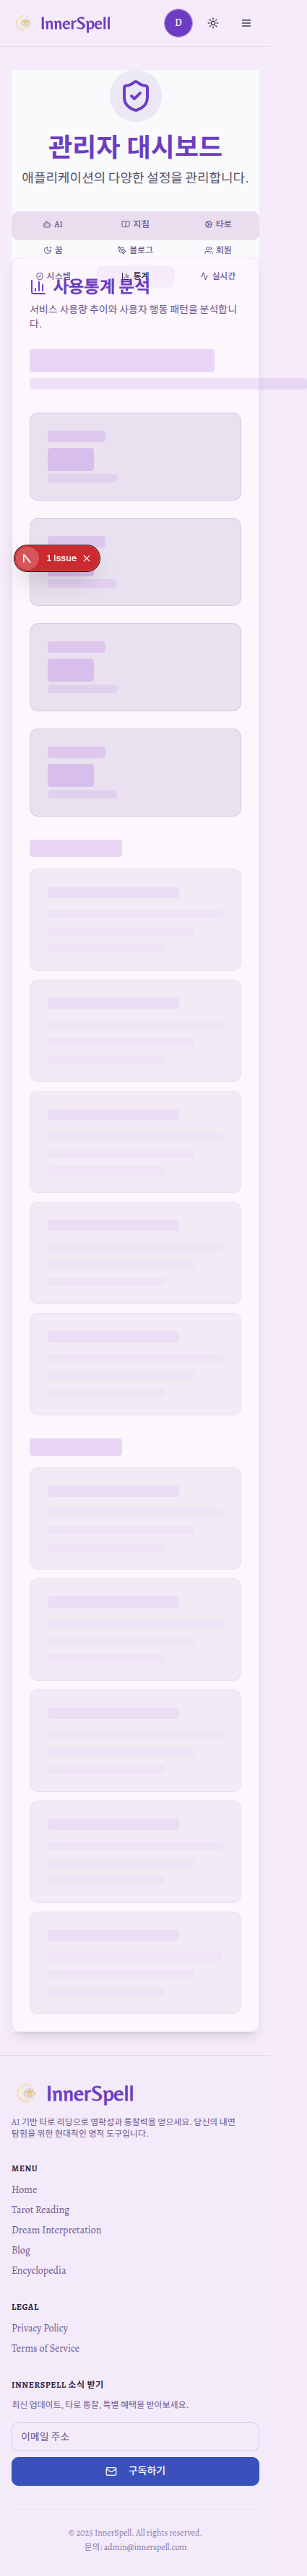 InnerSpell
D
관리자 대시보드
애플리케이션의 다양한 설정을 관리합니다.
AI 지침 타로
꿈 블로그 회원
시스템 통계 실시간
사용통계 분석
서비스 사용량 추이와 사용자 행동 패턴을 분석합니
다.
1 Issue
InnerSpell
AI 기반 타로 리딩으로 명확성과 통찰력을 얻으세요. 당신의 내면
탐험을 위한 현대적인 영적 도구입니다.
MENU
Home
Tarot Reading
Dream Interpretation
Blog
Encyclopedia
LEGAL
Privacy Policy
Terms of Service
INNERSPELL 소식 받기
최신 업데이트, 타로 통찰, 특별 혜택을 받아보세요.
이메일 주소
구독하기
© 2025 InnerSpell. All rights reserved.
문의: admin@innerspell.com